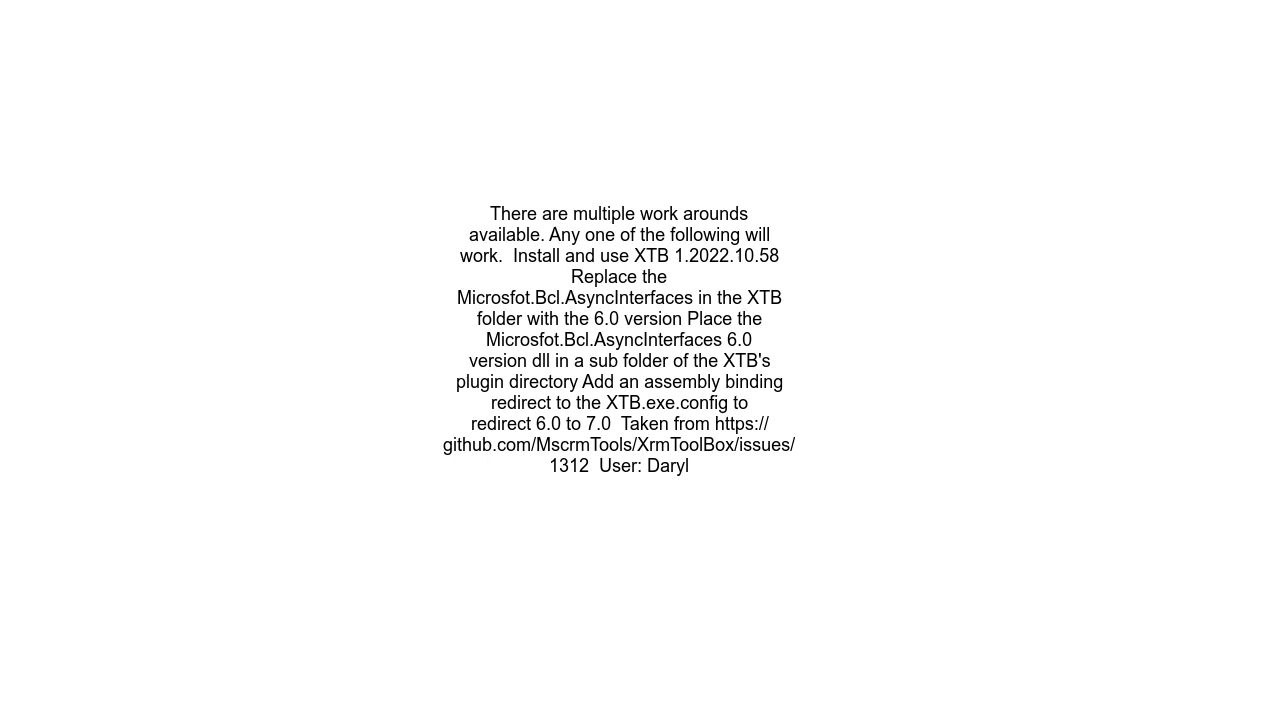 There are multiple work arounds
available. Any one of the following will
work.  Install and use XTB 1.2022.10.58
Replace the
Microsfot.Bcl.AsyncInterfaces in the XTB
folder with the 6.0 version Place the
Microsfot.Bcl.AsyncInterfaces 6.0
version dll in a sub folder of the XTB's
plugin directory Add an assembly binding
redirect to the XTB.exe.config to
redirect 6.0 to 7.0  Taken from https://
github.com/MscrmTools/XrmToolBox/issues/
1312  User: Daryl